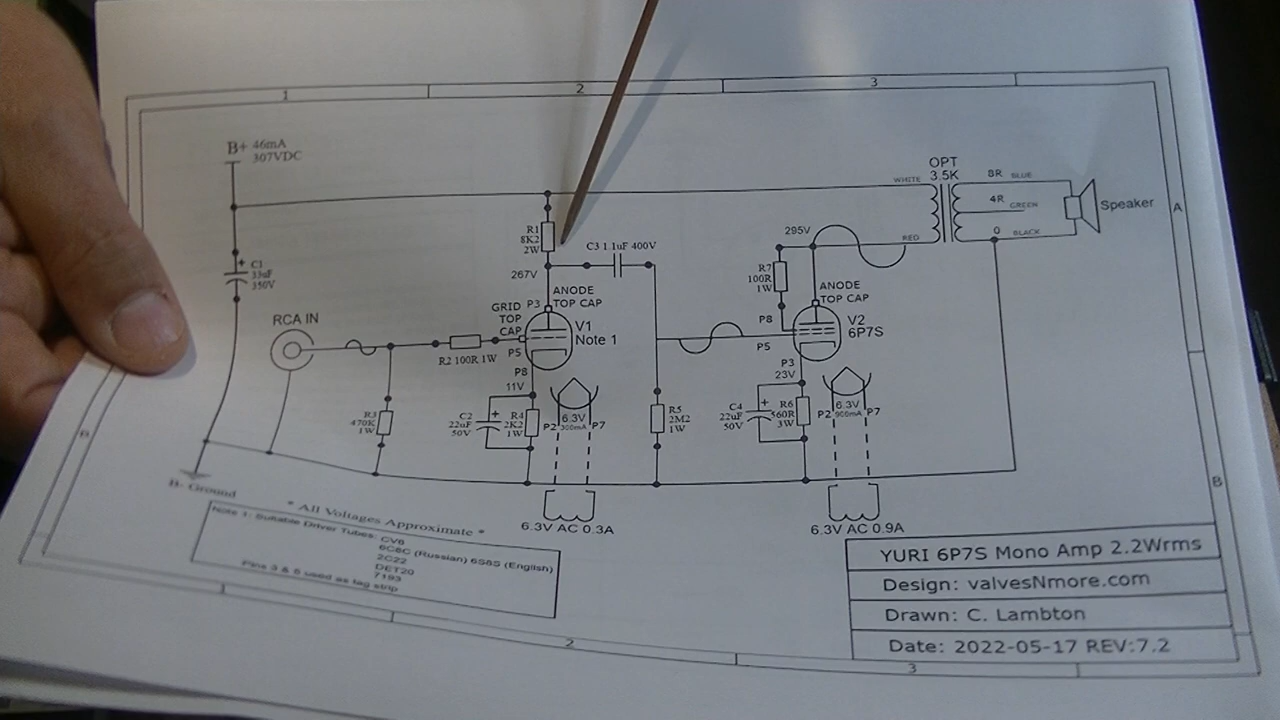 1
2
3
B+ 46mA
307VDC
OPT
3.5K
WHITE
8R BLUE
4R GREEN
RED
0 BLACK
Speaker
A
R1
8K2
2W
C3 1.1uF 400V
295V
267V
R7
100R
1W
C1
33uF
350V
ANODE
TOP CAP
P3
GRID
TOP
CAP
ANODE
TOP CAP
RCA IN
V1
Note 1
P8
V2
6P7S
R2 100R 1W
P5
P5
P8
11V
P3
23V
R3
470K
1W
C2
22uF
50V
R4
2K2
1W
P2
6.3V
300mA
P7
R5
2M2
1W
C4
22uF
50V
R6
560R
3W
P2
6.3V
900mA
P7
B
B- Ground
* All Voltages Approximate *
6.3V AC 0.3A
6.3V AC 0.9A
B
Note 1: Suitable Driver Tubes: CV6
6C8C (Russian) 6S8S (English)
2C22
DET20
7193
Pins 3 & 5 used as tag strip
YURI 6P7S Mono Amp 2.2Wrms
Design: valvesNmore.com
Drawn: C. Lambton
Date: 2022-05-17 REV:7.2
2
3